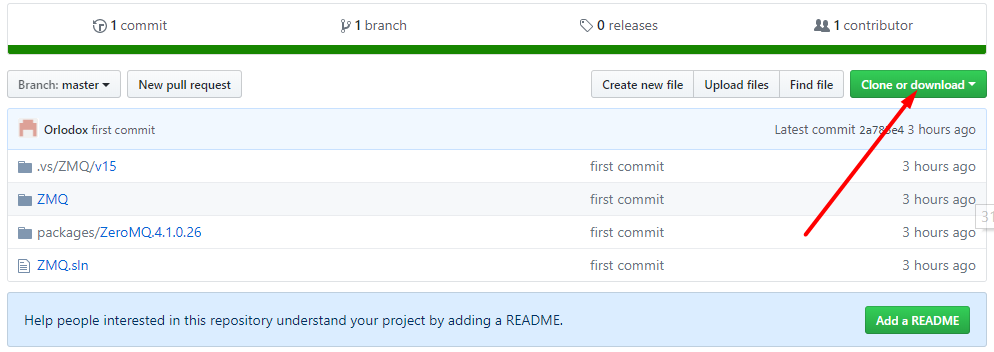 1 commit 1 branch 0 releases 1 contributor
Branch: master New pull request Create new file Upload files Find file Clone or download
Orlodox first commit Latest commit 3 hours ago
.vs/ZMQ/v15 first commit 3 hours ago
ZMQ first commit 3 hours ago
31
packages/ZeroMQ.4.1.0.26 first commit 3 hours ago
ZMQ.sln first commit 3 hours ago
Help people interested in this repository understand your project by adding a README. Add a README